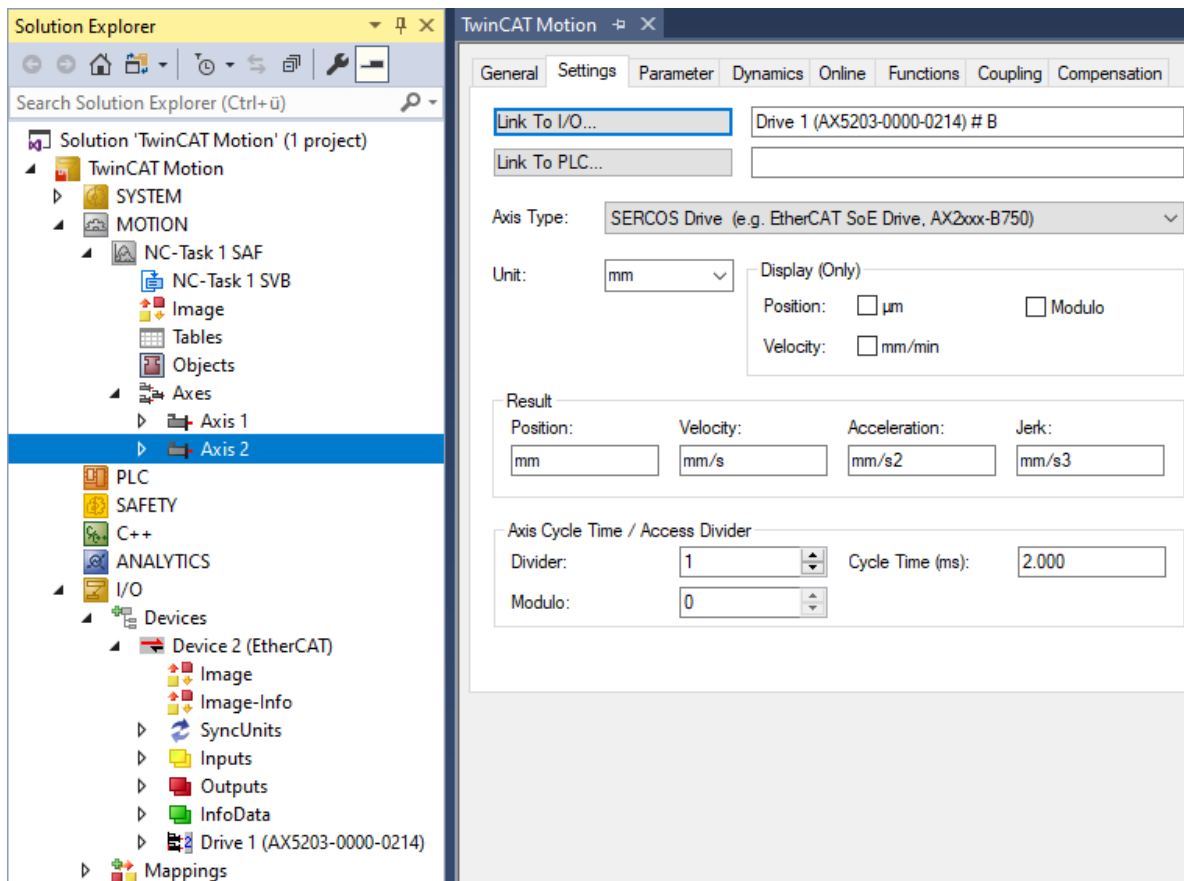 Solution Explorer
Search Solution Explorer (Ctrl+ü)
Solution 'TwinCAT Motion' (1 project)
TwinCAT Motion
SYSTEM
MOTION
NC-Task 1 SAF
NC-Task 1 SVB
Image
Tables
Objects
Axes
Axis 1
Axis 2
PLC
SAFETY
C++
ANALYTICS
I/O
Devices
Device 2 (EtherCAT)
Image
Image-Info
SyncUnits
Inputs
Outputs
InfoData
Drive 1 (AX5203-0000-0214)
Mappings
TwinCAT Motion
General Settings Parameter Dynamics Online Functions Coupling Compensation
Link To I/O... Drive 1 (AX5203-0000-0214) # B
Link To PLC...
Axis Type: SERCOS Drive (e.g. EtherCAT SoE Drive, AX2xxx-B750)
Unit: mm Display (Only)
Position: µm Modulo
Velocity: mm/min
Result
Position: Velocity: Acceleration: Jerk:
mm mm/s mm/s2 mm/s3
Axis Cycle Time / Access Divider
Divider: 1 Cycle Time (ms): 2.000
Modulo: 0